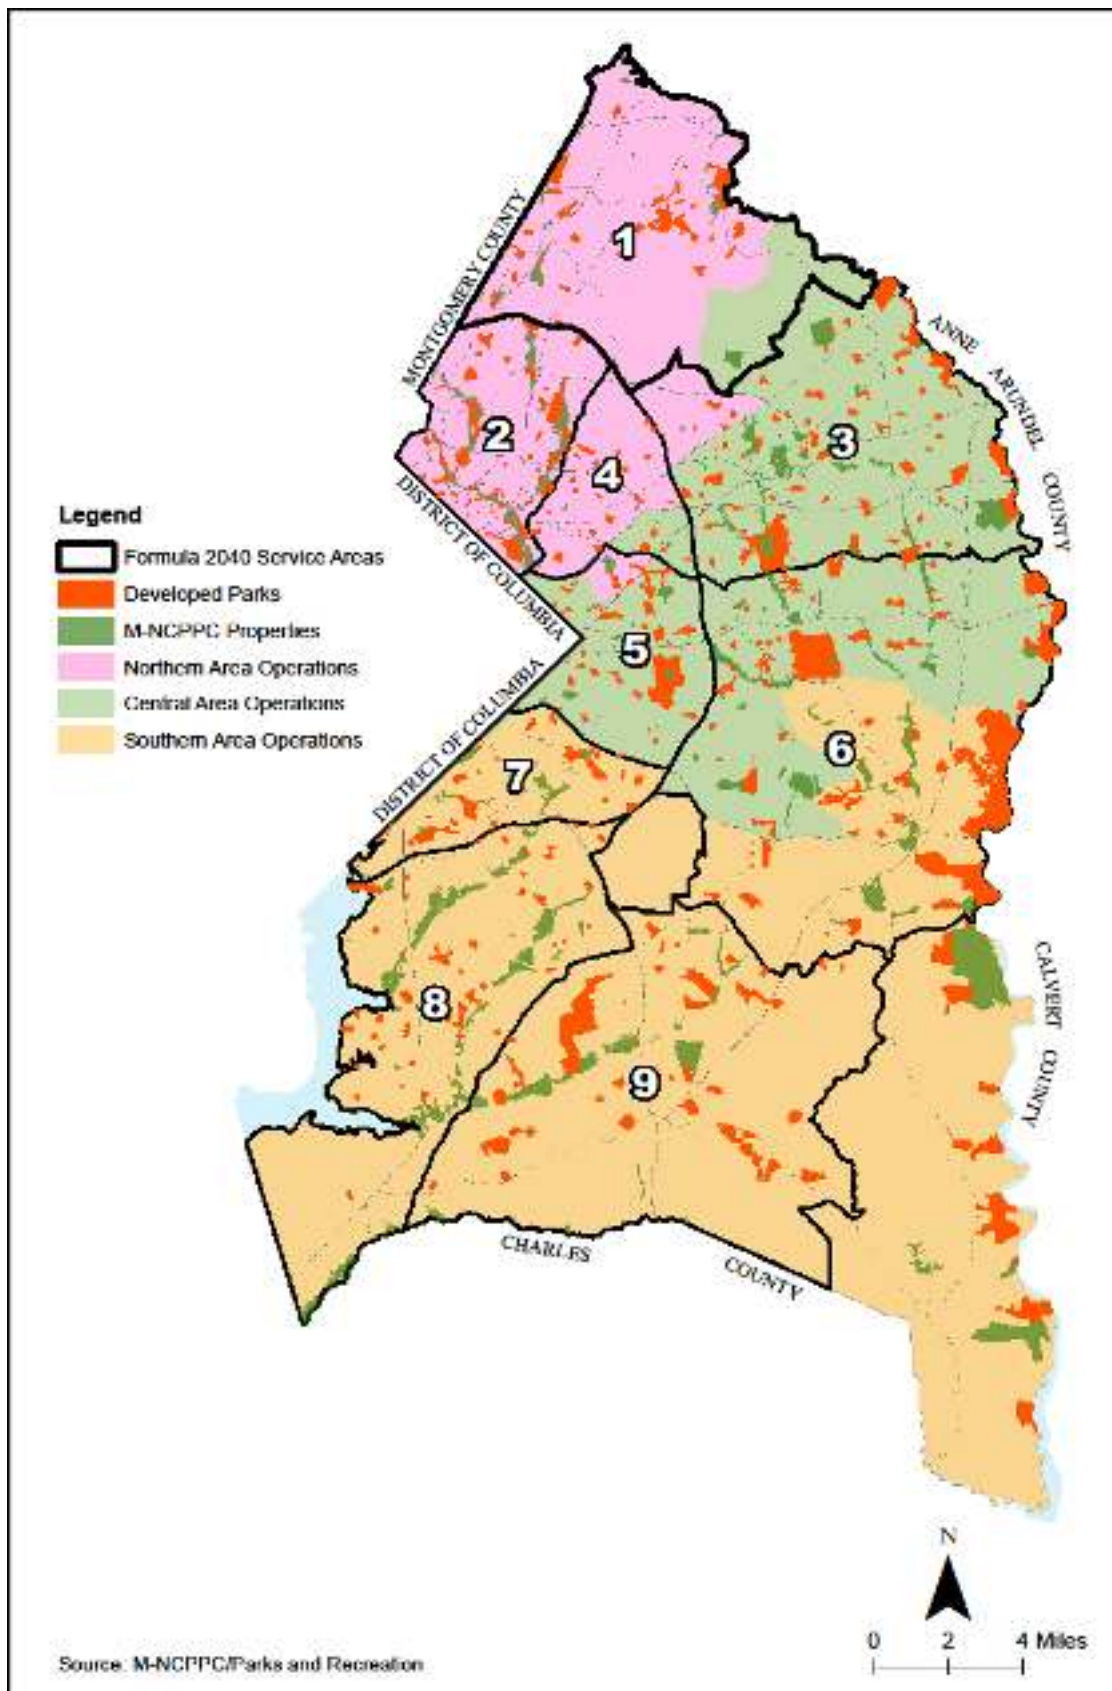 1
MONTGOMERY COUNTY
ANNE ARUNDEL COUNTY
2
3
4
DISTRICT OF COLUMBIA
Legend
Formula 2040 Service Areas
Developed Parks
M-NCPPC Properties
Northern Area Operations
Central Area Operations
Southern Area Operations
5
DISTRICT OF COLUMBIA
6
7
8
CALVERT COUNTY
9
CHARLES COUNTY
N
0 2 4 Miles
Source: M-NCPPC/Parks and Recreation